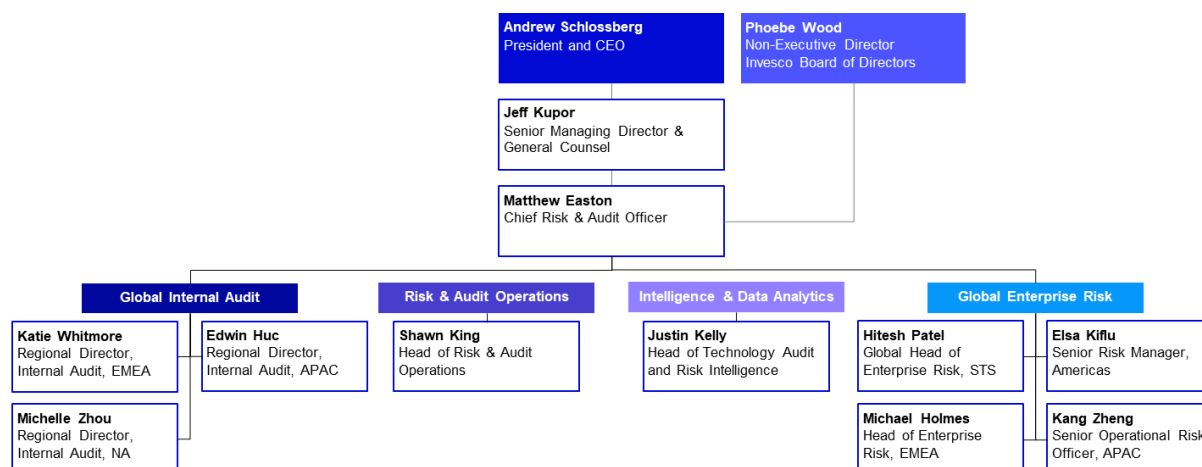 Andrew Schlossberg
President and CEO
Phoebe Wood
Non-Executive Director
Invesco Board of Directors
Jeff Kupor
Senior Managing Director &
General Counsel
Matthew Easton
Chief Risk & Audit Officer
Global Internal Audit
Risk & Audit Operations
Intelligence & Data Analytics
Global Enterprise Risk
Katie Whitmore
Regional Director,
Internal Audit, EMEA
Edwin Huc
Regional Director,
Internal Audit, APAC
Michelle Zhou
Regional Director,
Internal Audit, NA
Shawn King
Head of Risk & Audit
Operations
Justin Kelly
Head of Technology Audit
and Risk Intelligence
Hitesh Patel
Global Head of
Enterprise Risk, STS
Elsa Kiflu
Senior Risk Manager,
Americas
Michael Holmes
Head of Enterprise
Risk, EMEA
Kang Zheng
Senior Operational Risk
Officer, APAC